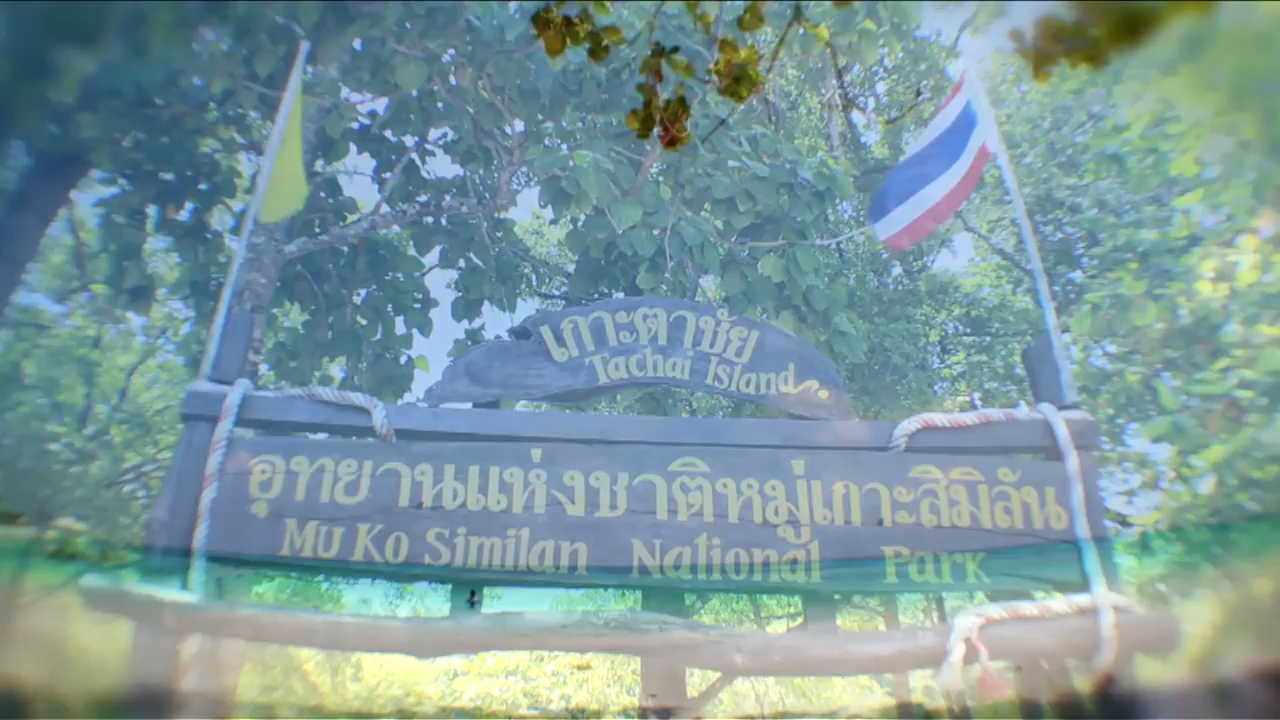 เกาะตาชัย
Tachai Island
อุทยานแห่งชาติหมู่เกาะสิมิลัน
Mu Ko Similan National Park